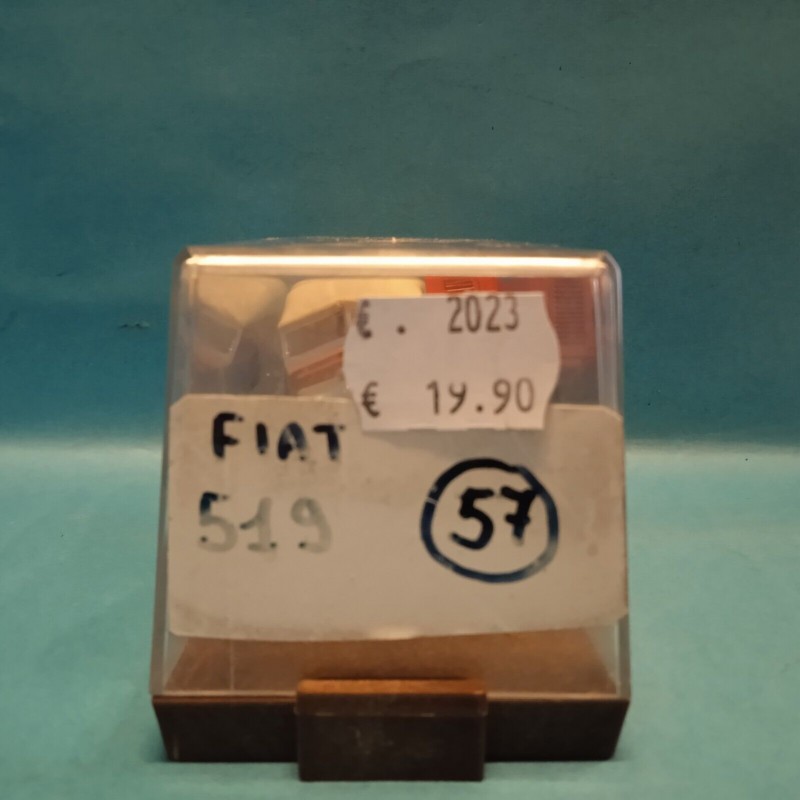 € . 2023
€ 19.90
FIAT
519
57